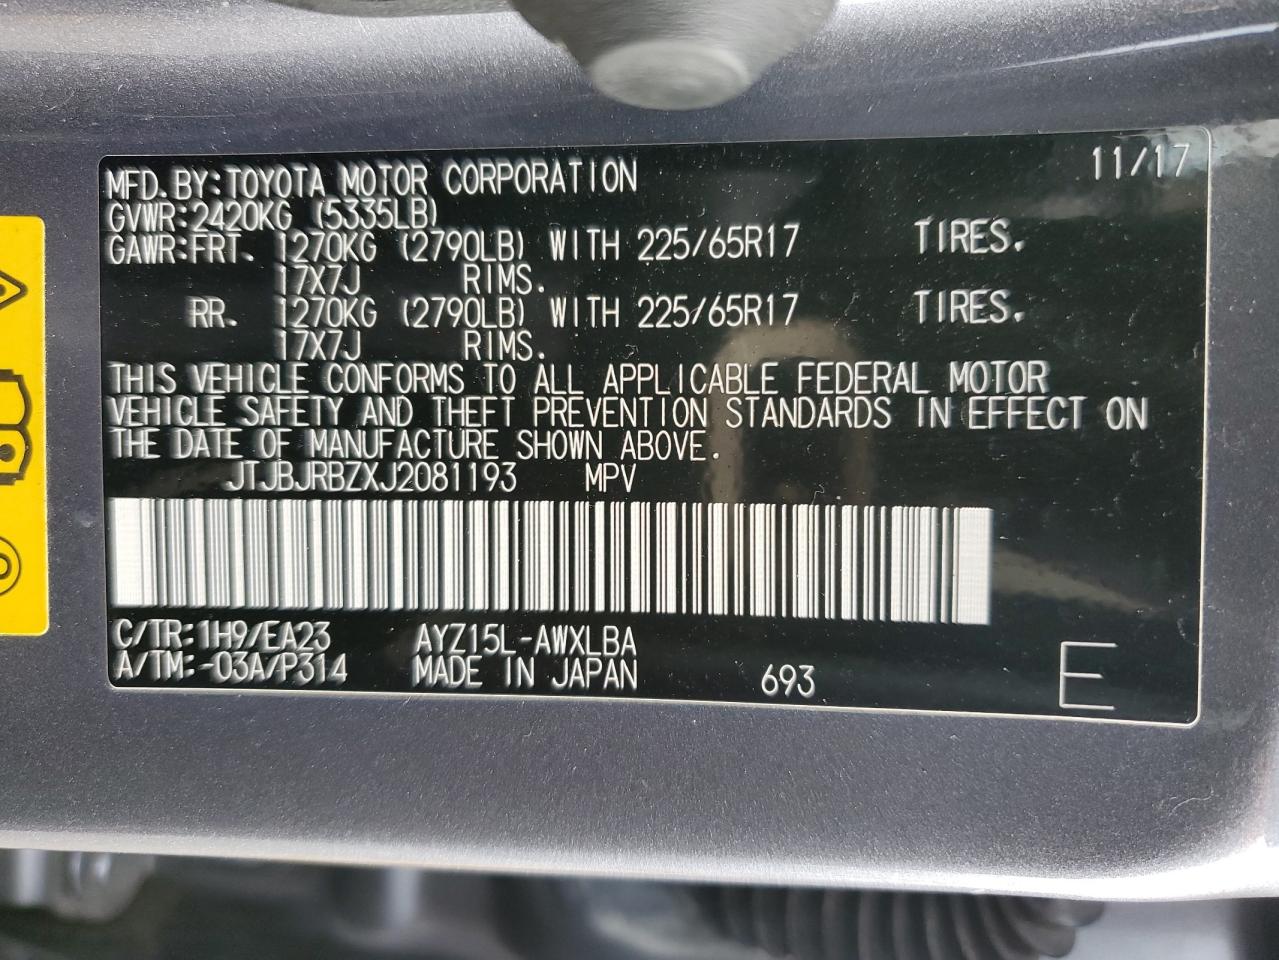 MFD.BY:TOYOTA MOTOR CORPORATION 11/17
GVWR:2420KG (5335LB)
GAWR:FRT. 1270KG (2790LB) WITH 225/65R17 TIRES.
17X7J RIMS.
RR. 1270KG (2790LB) WITH 225/65R17 TIRES.
17X7J RIMS.
THIS VEHICLE CONFORMS TO ALL APPLICABLE FEDERAL MOTOR
VEHICLE SAFETY AND THEFT PREVENTION STANDARDS IN EFFECT ON
THE DATE OF MANUFACTURE SHOWN ABOVE.
JTJBJRBZXJ2081193 MPV
C/TR:1H9/EA23 AYZ15L-AWXLBA
A/TM:-03A/P314 MADE IN JAPAN 693 E